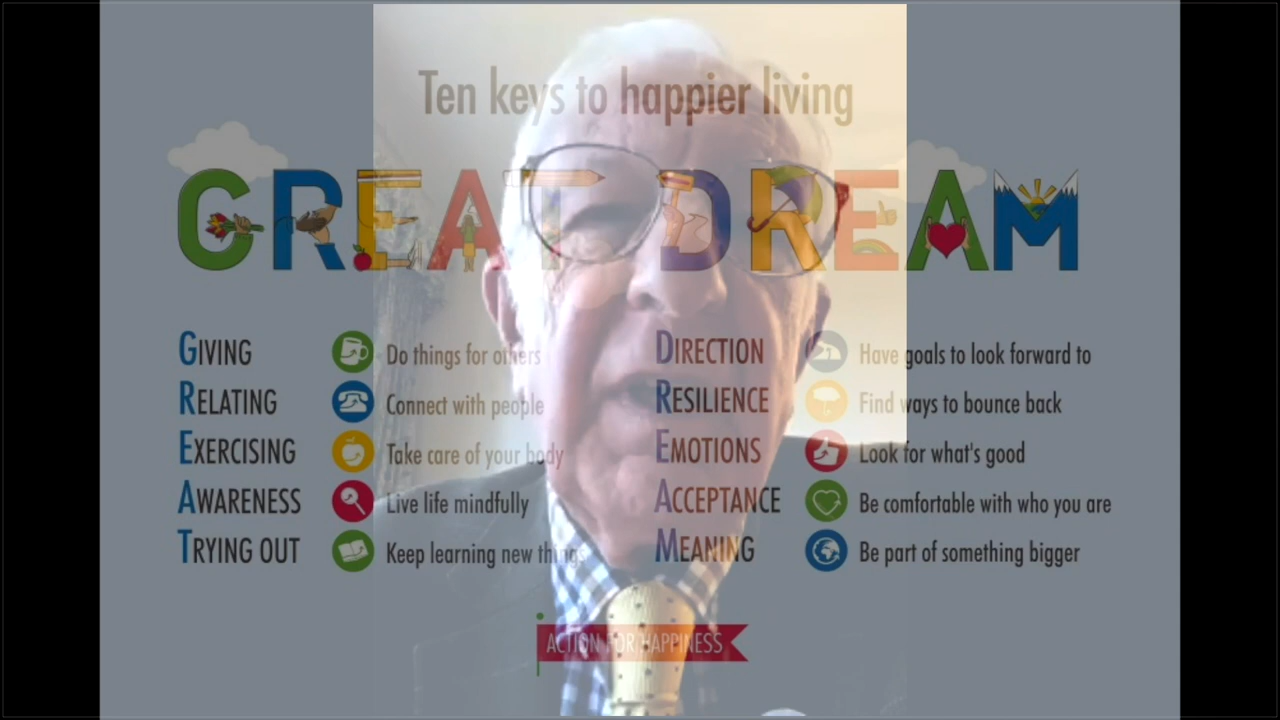 Ten keys to happier living
GREAT DREAM
GIVING Do things for others
RELATING Connect with people
EXERCISING Take care of your body
AWARENESS Live life mindfully
TRYING OUT Keep learning new things
DIRECTION Have goals to look forward to
RESILIENCE Find ways to bounce back
EMOTIONS Look for what's good
ACCEPTANCE Be comfortable with who you are
MEANING Be part of something bigger
ACTION FOR HAPPINESS